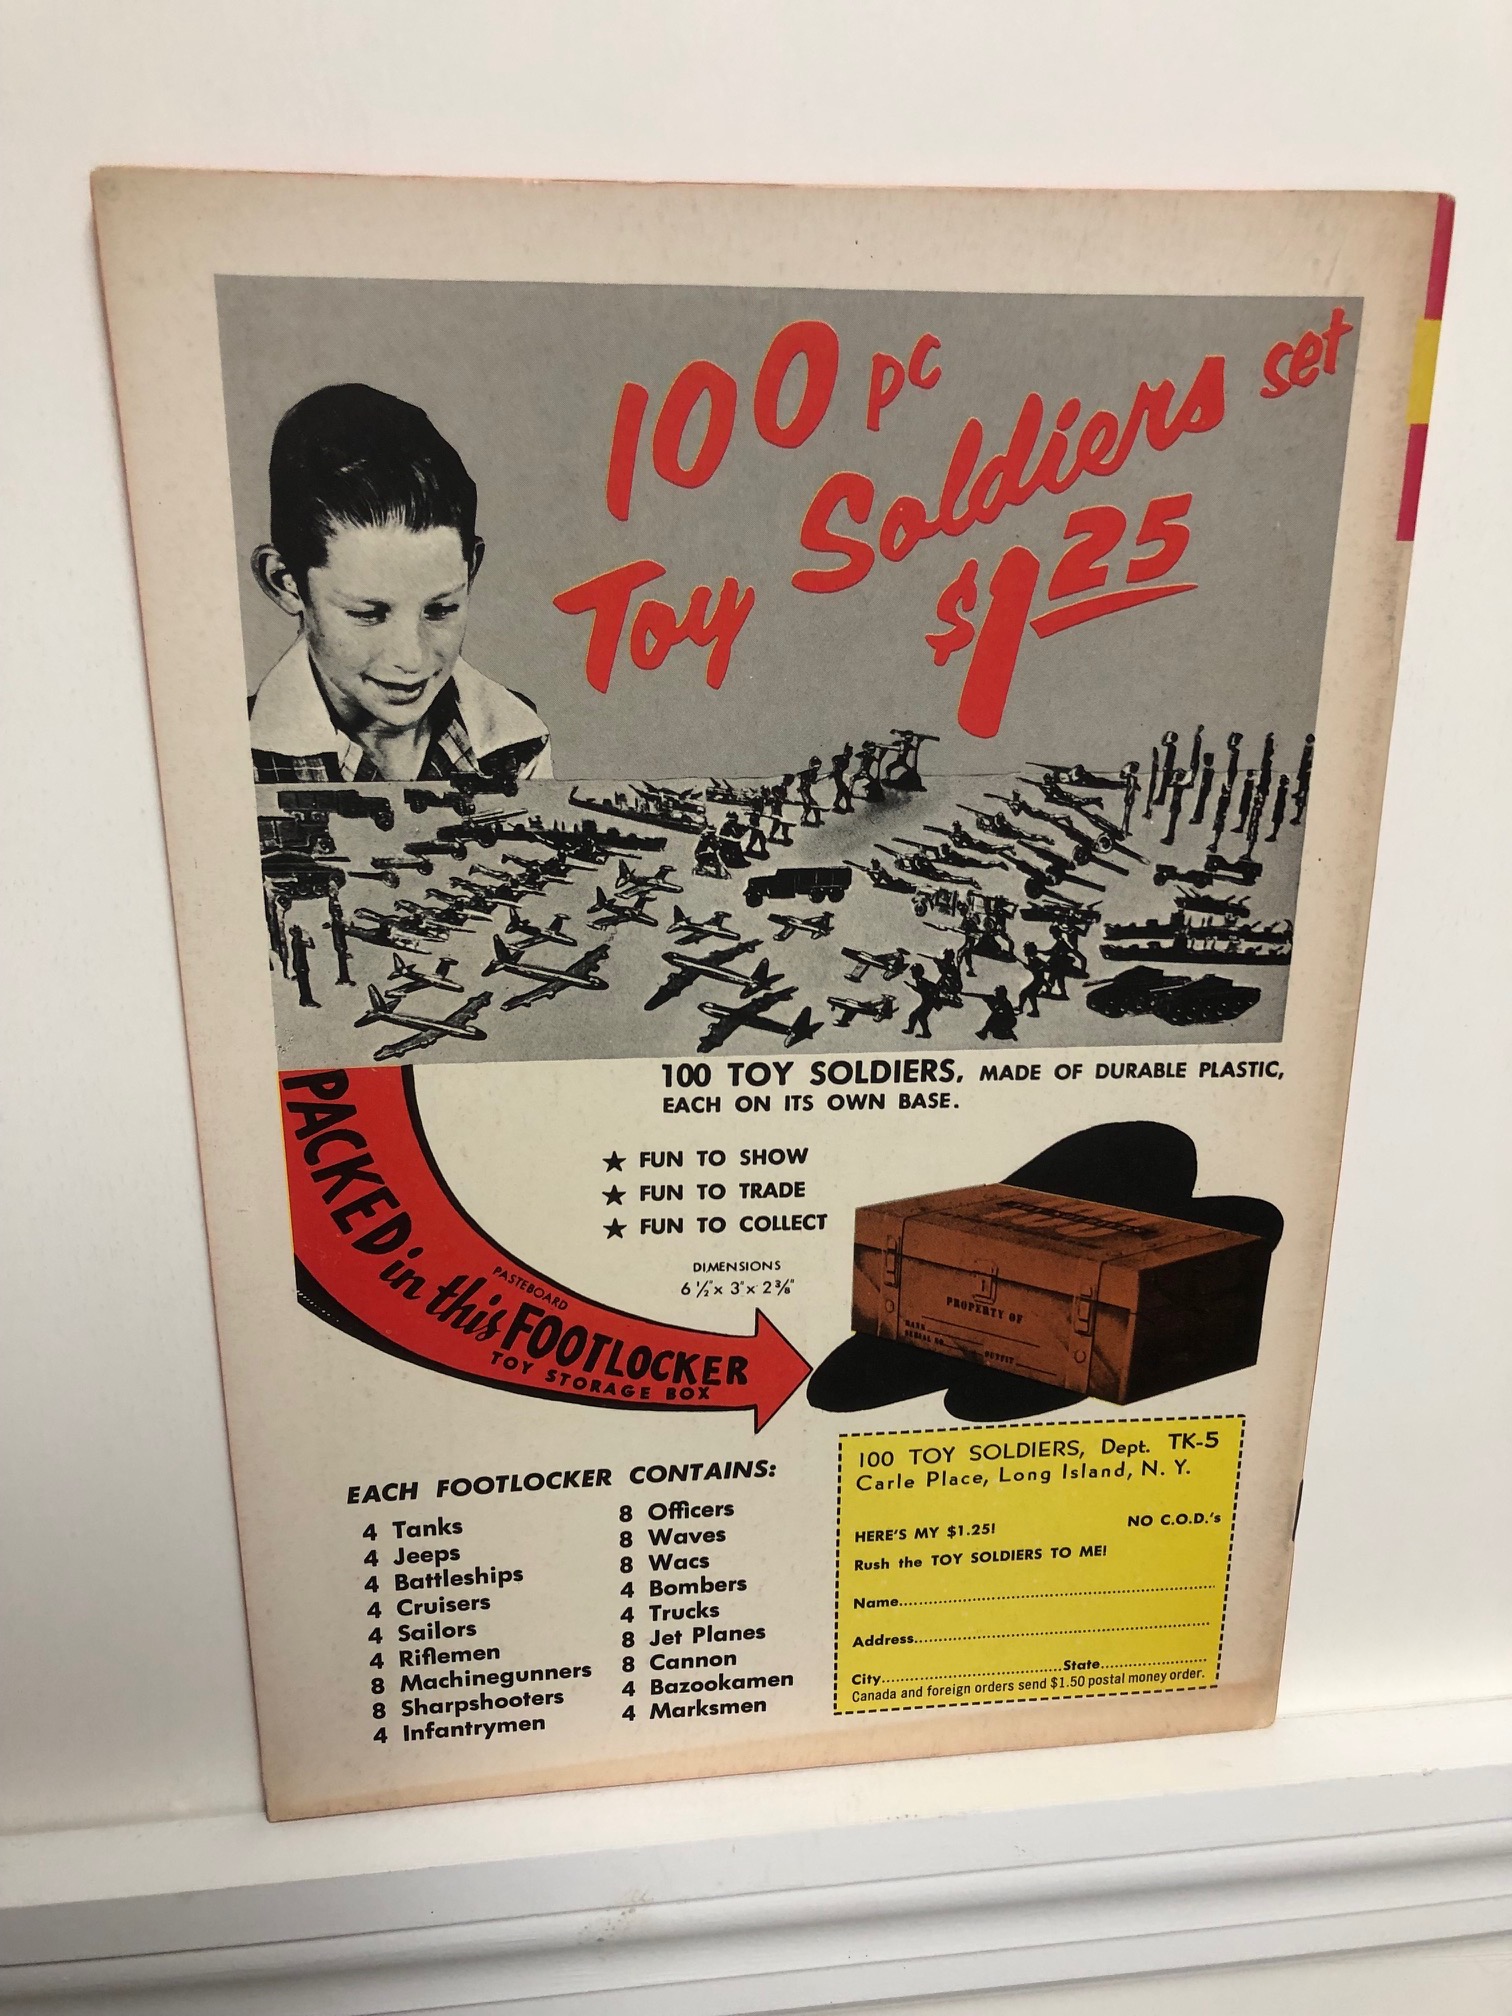 100 pc
Toy Soldiers set
$1.25
100 TOY SOLDIERS, MADE OF DURABLE PLASTIC,
EACH ON ITS OWN BASE.
★ FUN TO SHOW
★ FUN TO TRADE
★ FUN TO COLLECT
DIMENSIONS
6 ½" x 3" x 2 ⅜"
PACKED in this PASTEBOARD FOOTLOCKER
TOY STORAGE BOX
PROPERTY OF
SERIAL NO.
OUTFIT
EACH FOOTLOCKER CONTAINS:
4 Tanks
4 Jeeps
4 Battleships
4 Cruisers
4 Sailors
4 Riflemen
8 Machinegunners
8 Sharpshooters
4 Infantrymen
8 Officers
8 Waves
8 Wacs
4 Bombers
4 Trucks
8 Jet Planes
8 Cannon
4 Bazookamen
4 Marksmen
100 TOY SOLDIERS, Dept. TK-5
Carle Place, Long Island, N. Y.
HERE'S MY $1.25! NO C.O.D.'s
Rush the TOY SOLDIERS TO ME!
Name
Address
City State
Canada and foreign orders send $1.50 postal money order.